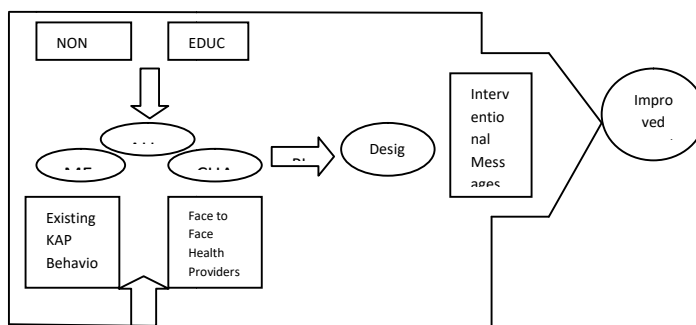 NON
EDUC
Existing
KAP
Behavio
Face to
Face
Health
Providers
Desig
Interv
entio
nal
Mess
ages
Impro
ved